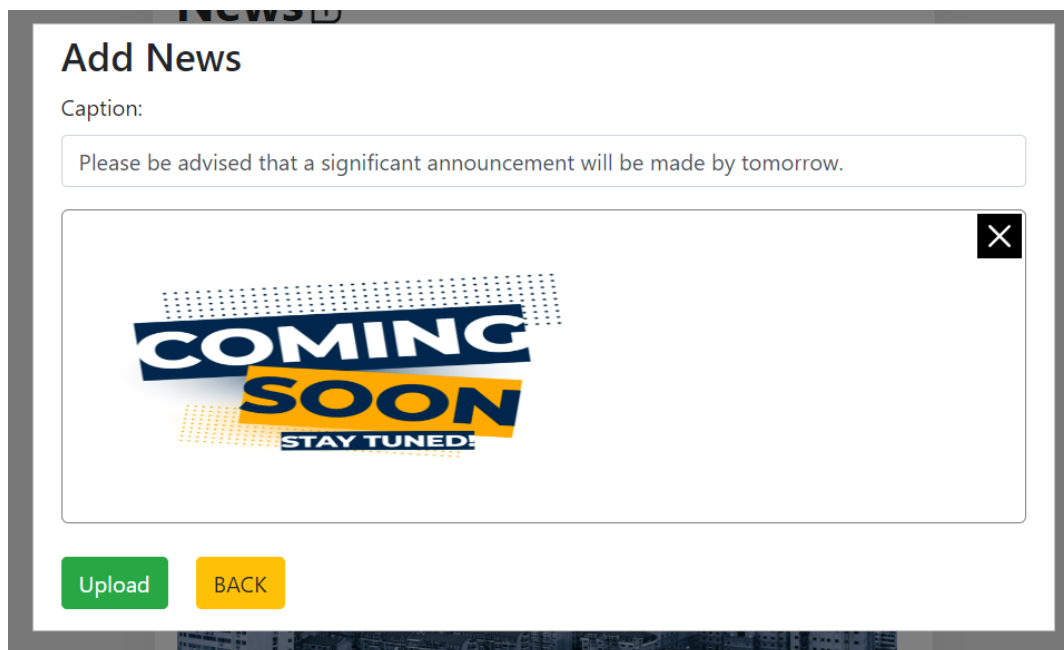 News
Add News
Caption:
Please be advised that a significant announcement will be made by tomorrow.
COMING
SOON
STAY TUNED!
Upload
BACK